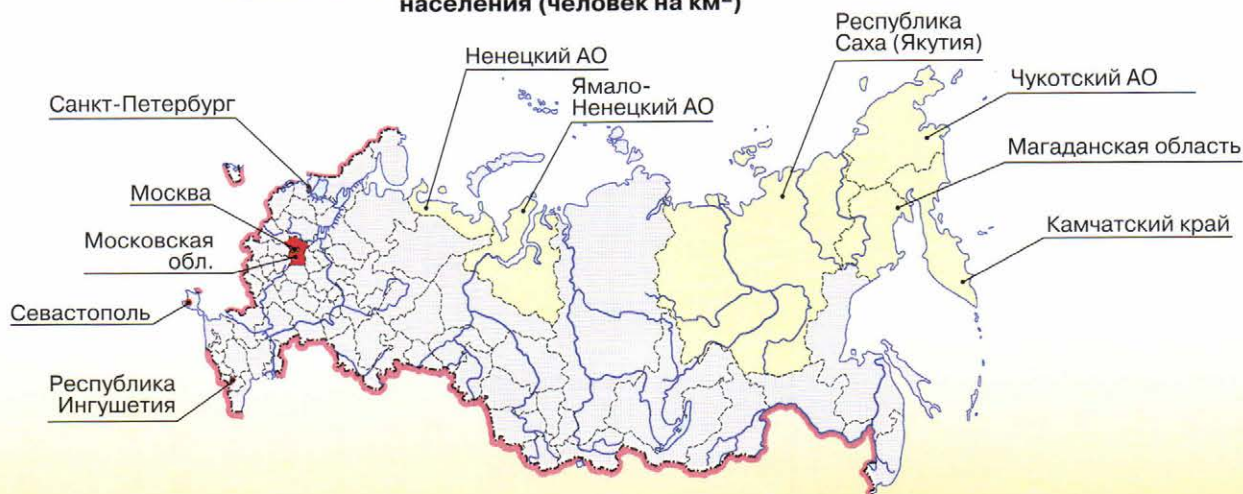 населения (человек на км²)
Ненецкий АО
Республика
Саха (Якутия)
Санкт-Петербург
Ямало-
Ненецкий АО
Чукотский АО
Москва
Магаданская область
Московская
обл.
Камчатский край
Севастополь
Республика
Ингушетия